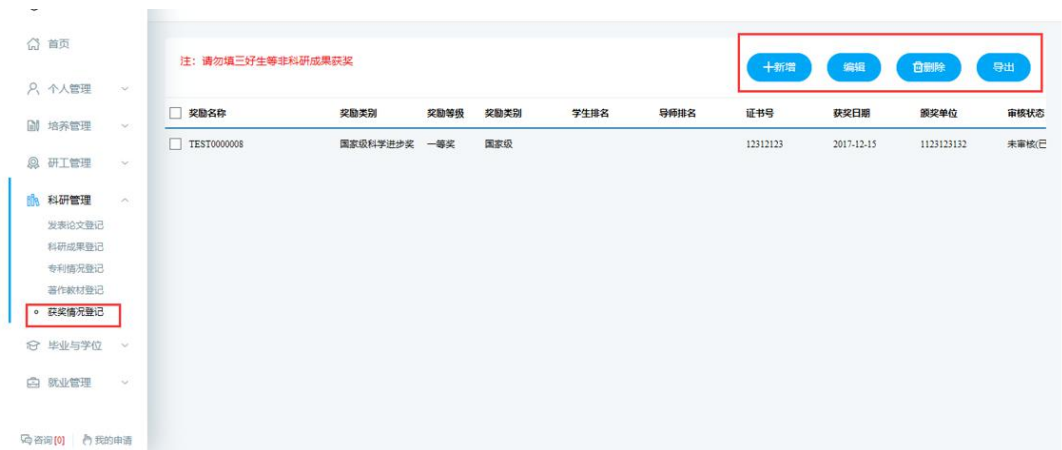 首页
个人管理
培养管理
研工管理
科研管理
发表论文登记
科研成果登记
专利情况登记
著作教材登记
获奖情况登记
毕业与学位
就业管理
咨询[0] 我的申请
注：请勿填三好生等非科研成果获奖
十新增 编辑 删除 导出
奖励名称 奖励类别 奖励等级 奖励类别 学生排名 导师排名 证书号 获奖日期 颁奖单位 审核状态
TEST0000008 国家级科学进步奖 一等奖 国家级 12312123 2017-12-15 1123123132 未审核(已